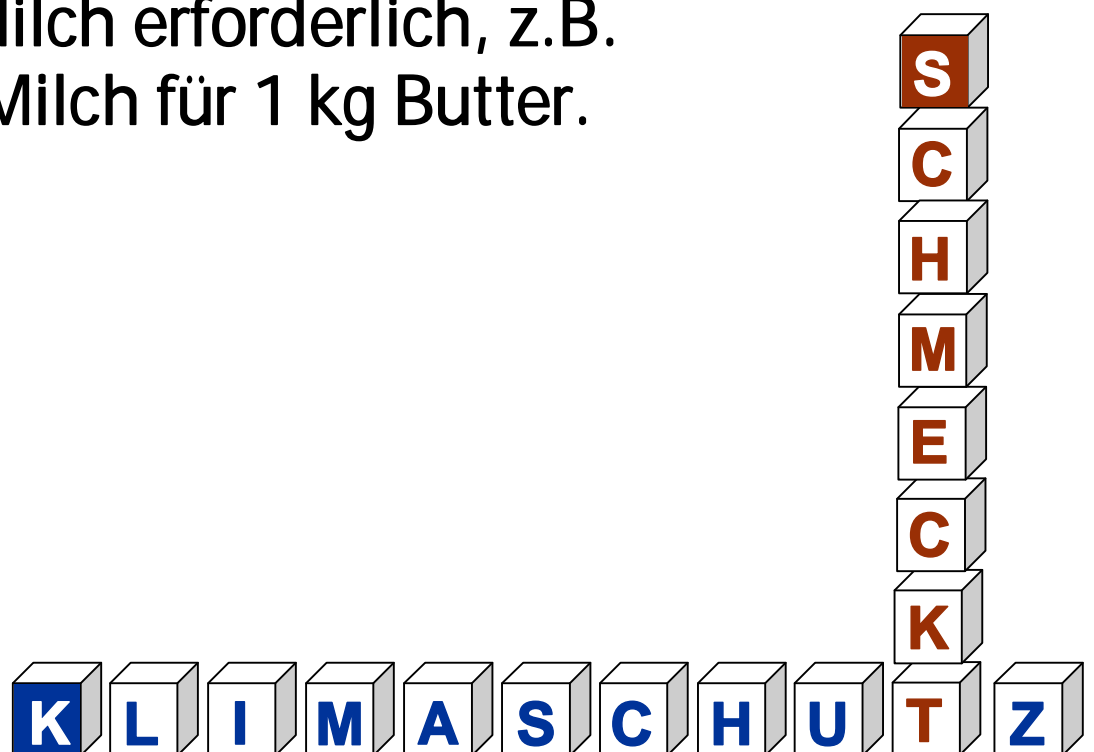 erforderlich, z.B.
Milch für 1 kg Butter.
S
C
H
M
E
C
K
KLIMASCHUTZ